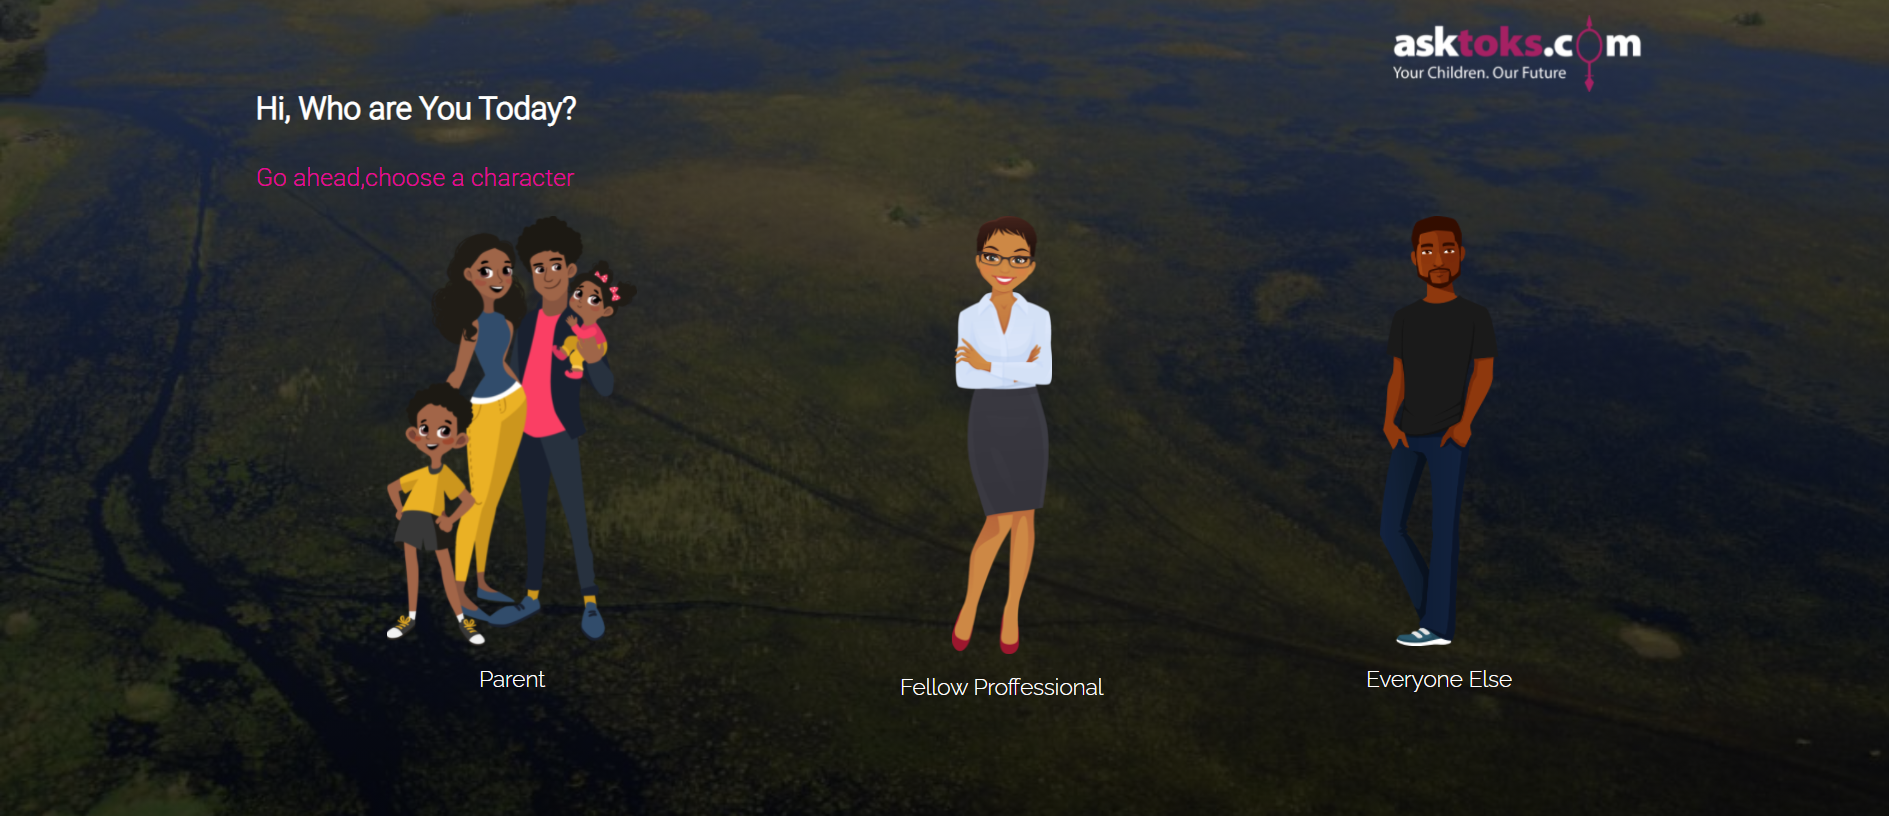 asktoks.com
Your Children. Our Future
Hi, Who are You Today?
Go ahead,choose a character
Parent
Fellow Proffessional
Everyone Else